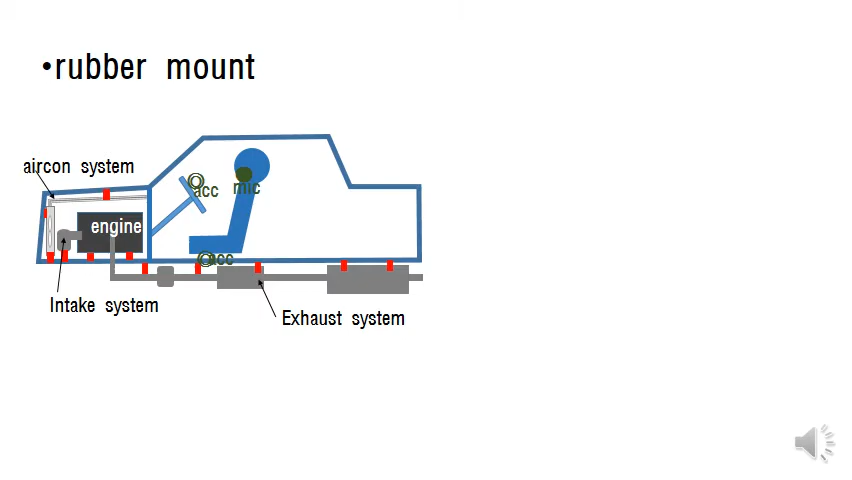 •rubber mount
aircon system
acc
mic
engine
acc
Intake system
Exhaust system